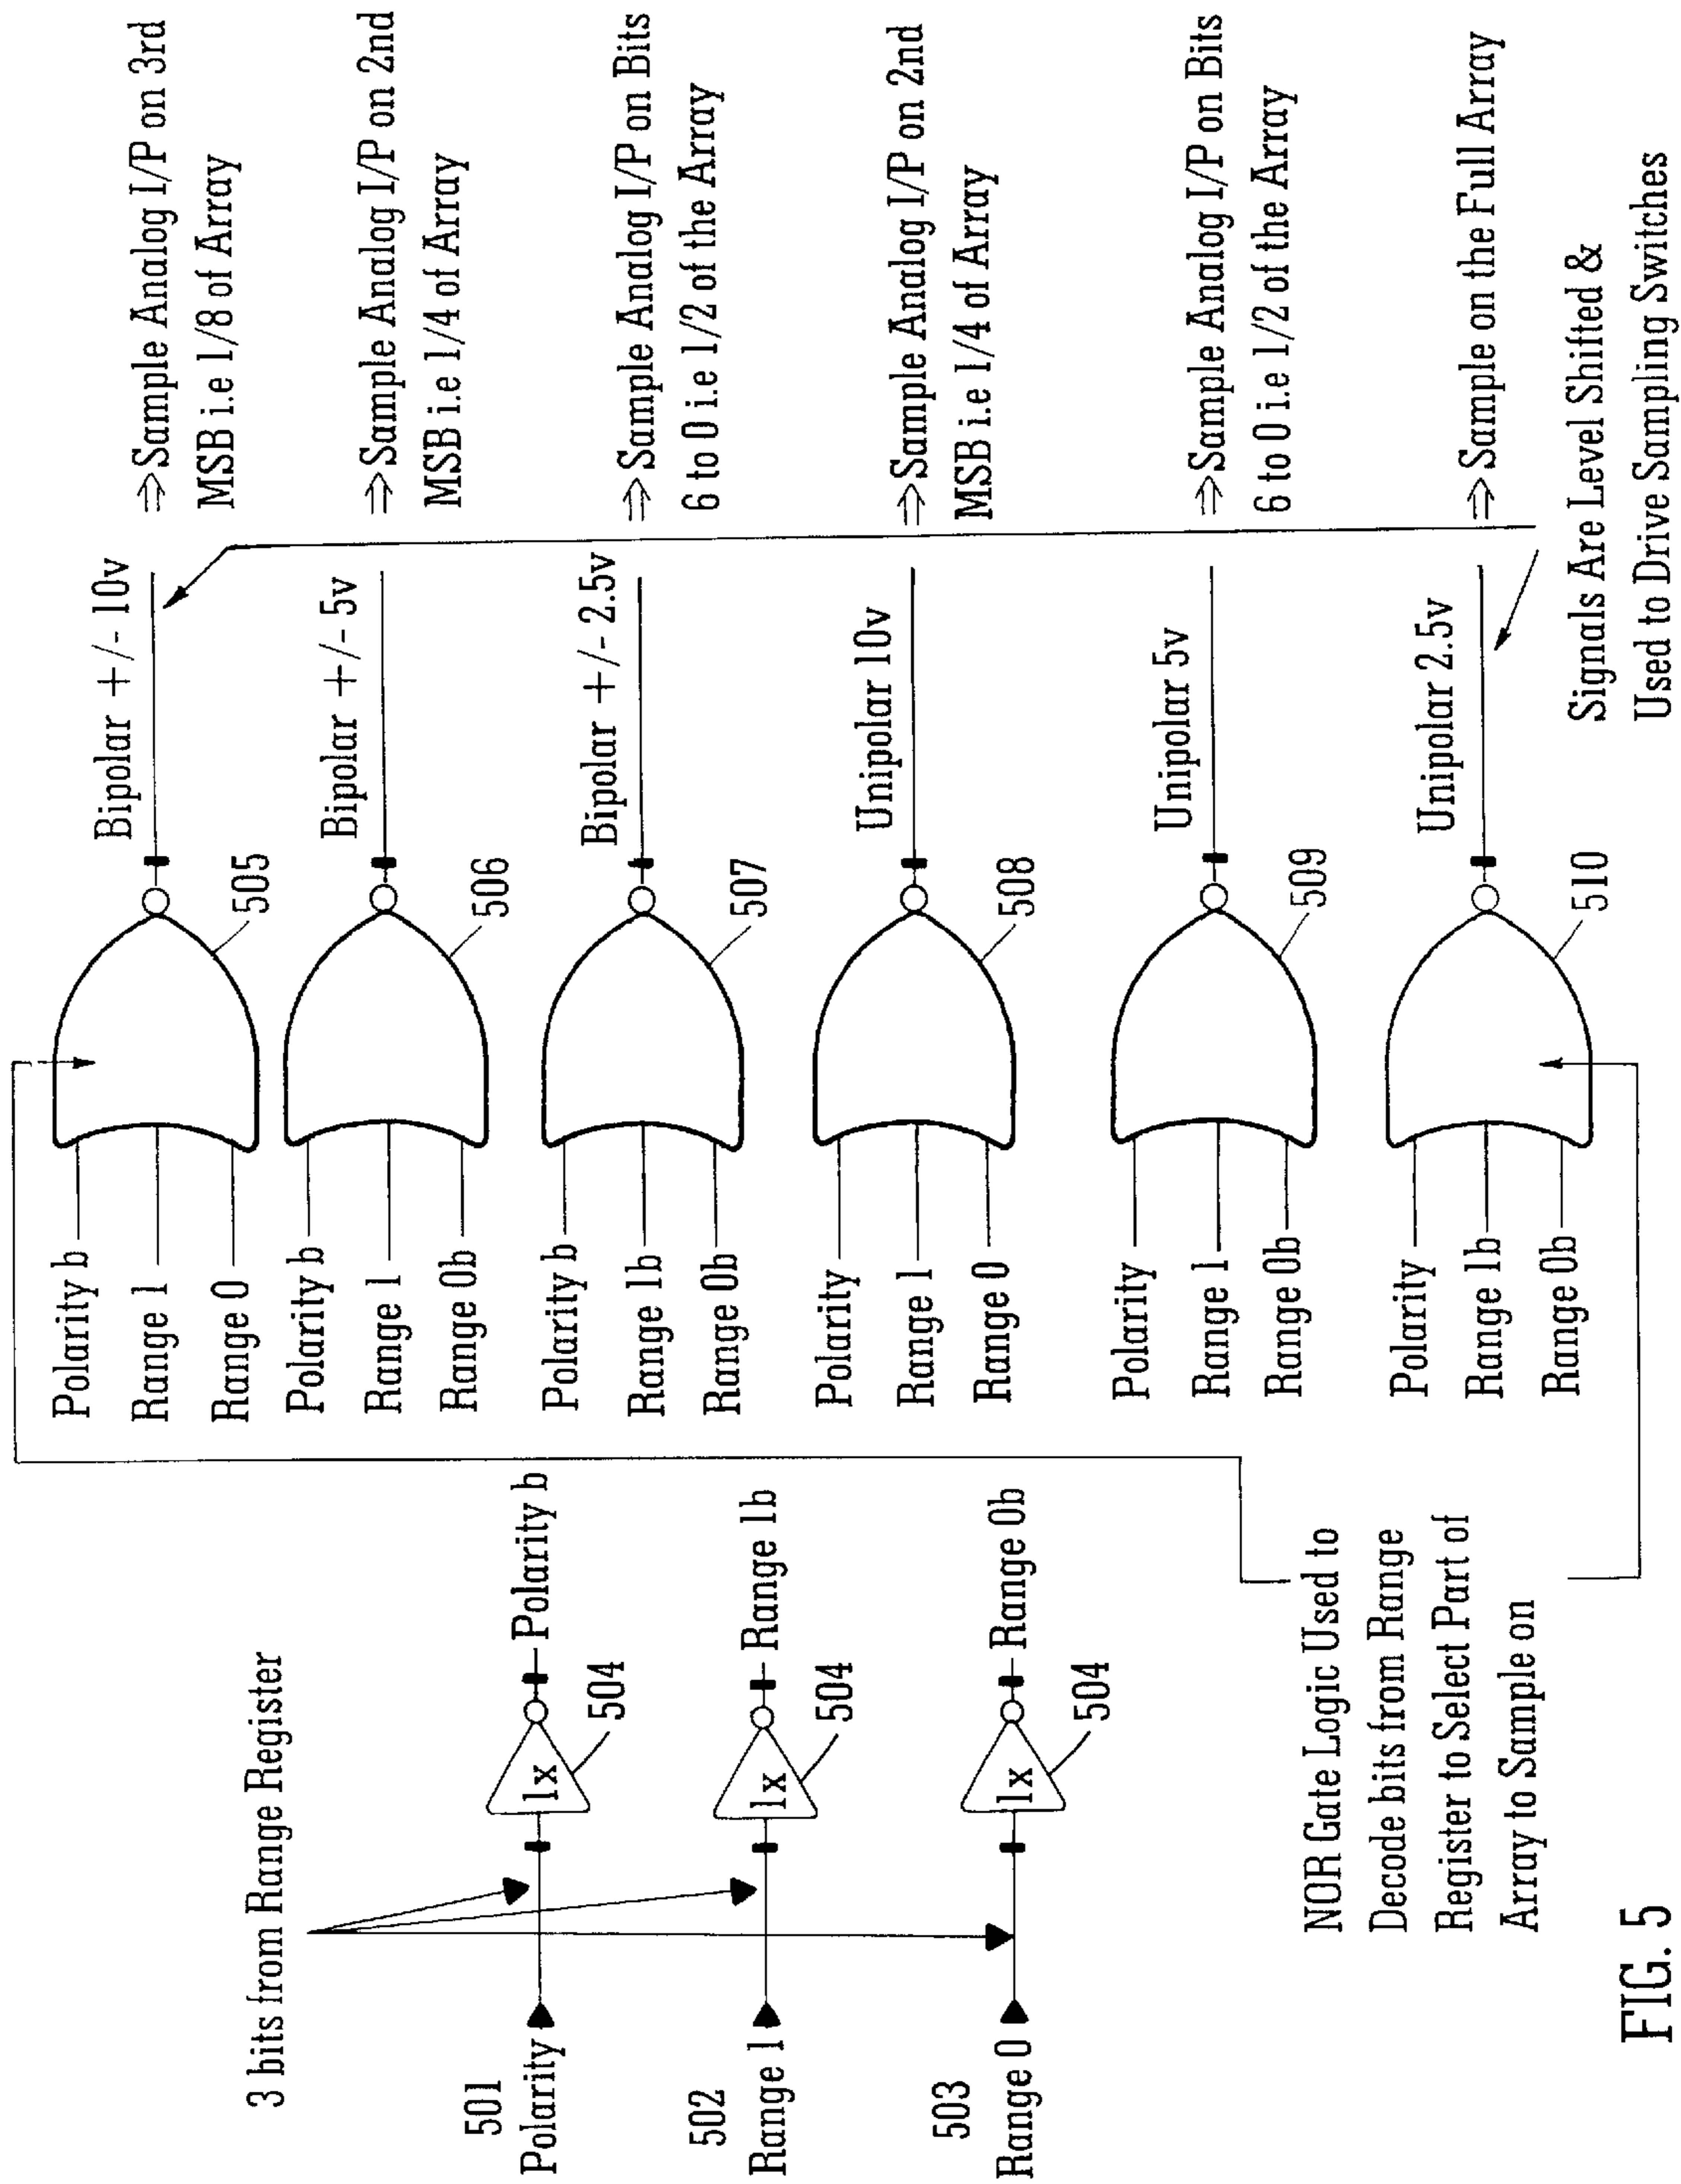 3 bits from Range Register
501
Polarity
504
1x
Polarity b
502
Range 1
504
1x
Range 1b
503
Range 0
504
1x
Range 0b
NOR Gate Logic Used to
Decode bits from Range
Register to Select Part of
Array to Sample on
Polarity b
Range 1
Range 0
505
Bipolar +/- 10v
⇒Sample Analog I/P on 3rd
MSB i.e 1/8 of Array
Polarity b
Range 1
Range 0b
506
Bipolar +/- 5v
⇒Sample Analog I/P on 2nd
MSB i.e 1/4 of Array
Polarity b
Range 1b
Range 0b
507
Bipolar +/- 2.5v
⇒Sample Analog I/P on Bits
6 to 0 i.e 1/2 of the Array
Polarity
Range 1
Range 0
508
Unipolar 10v
⇒Sample Analog I/P on 2nd
MSB i.e 1/4 of Array
Polarity
Range 1
Range 0b
509
Unipolar 5v
⇒Sample Analog I/P on Bits
6 to 0 i.e 1/2 of the Array
Polarity
Range 1b
Range 0b
510
Unipolar 2.5v
⇒Sample on the Full Array
Signals Are Level Shifted &
Used to Drive Sampling Switches
FIG. 5